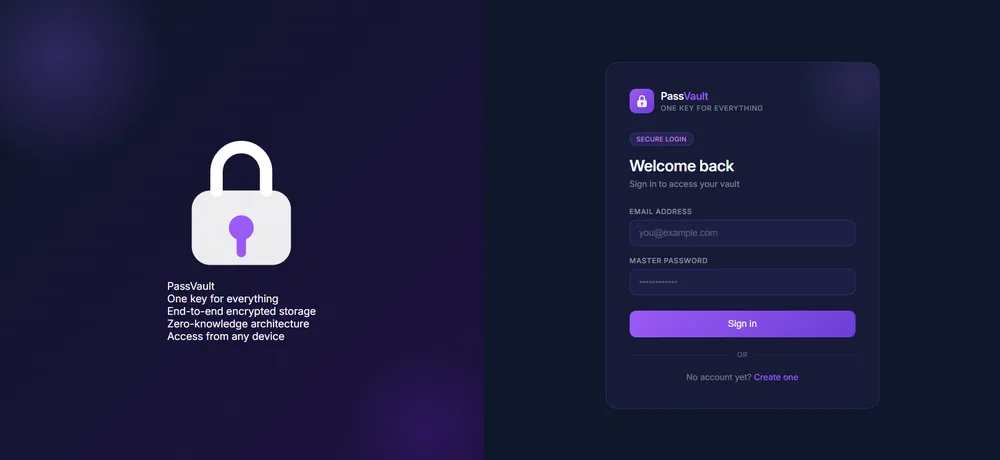 PassVault
One key for everything
End-to-end encrypted storage
Zero-knowledge architecture
Access from any device
PassVault
ONE KEY FOR EVERYTHING
SECURE LOGIN
Welcome back
Sign in to access your vault
EMAIL ADDRESS
you@example.com
MASTER PASSWORD
••••••••••••
Sign in
OR
No account yet? Create one